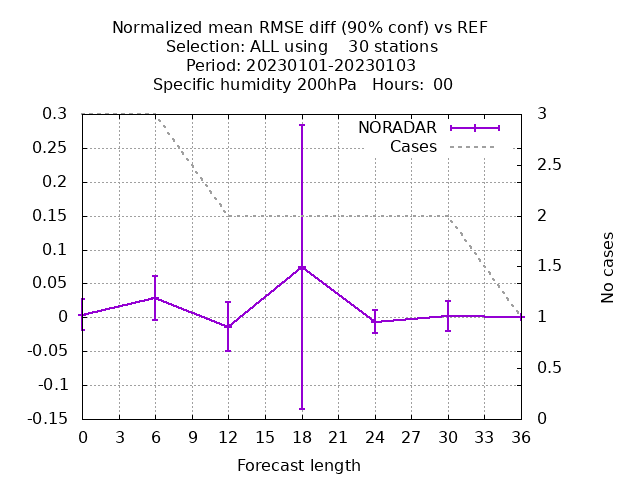 Normalized mean RMSE diff (90% conf) vs REF
Selection: ALL using    30 stations
Period: 20230101-20230103
Specific humidity 200hPa   Hours:  00
NORADAR
Cases
0.3
0.25
0.2
0.15
0.1
0.05
0
-0.05
-0.1
-0.15
3
2.5
2
1.5
1
0.5
0
No cases
0 3 6 9 12 15 18 21 24 27 30 33 36
Forecast length